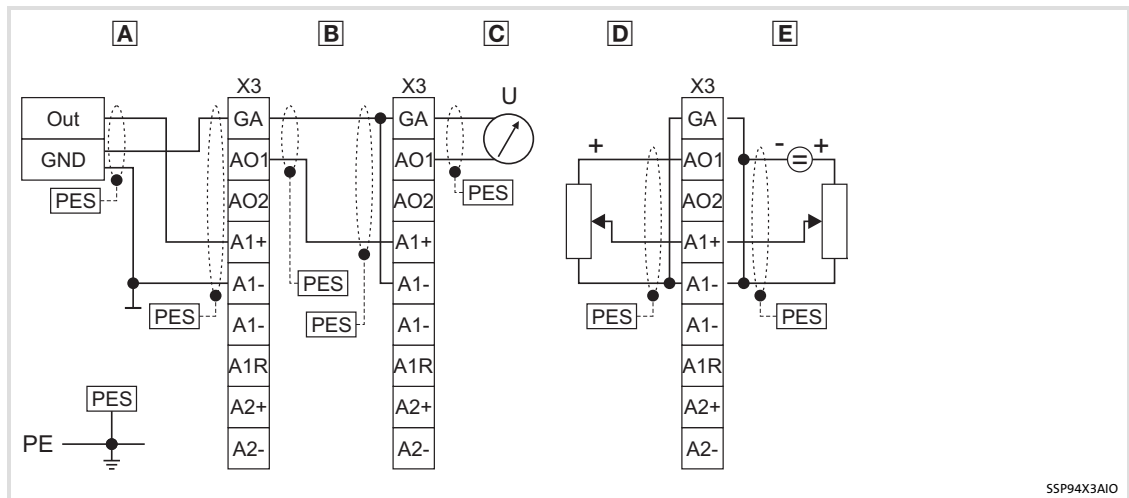 A B C D E
X3 X3 X3
U
Out GA GA GA
+ - = +
GND AO1 AO1 AO1
PES PES
AO2 AO2 AO2
A1+ A1+ A1+
A1- A1- A1-
PES
PES PES PES PES
A1- A1- A1-
A1R A1R A1R
PES
A2+ A2+ A2+
PE
A2- A2- A2-
SSP94X3AIO